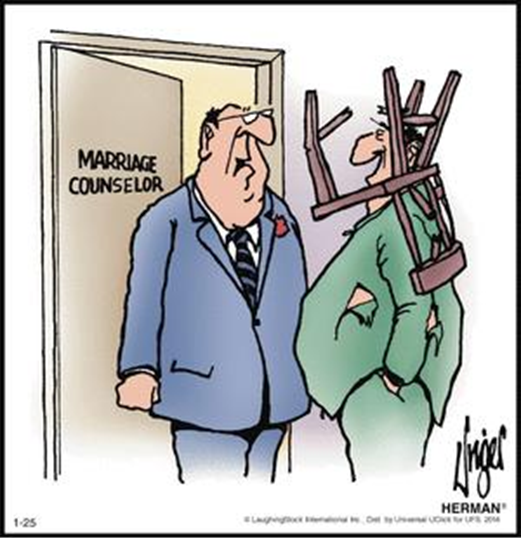 MARRIAGE
COUNSELOR
Unger
HERMAN®
1-25
© LaughingStock International Inc., Dist. by Universal UClick for UFS, 2014